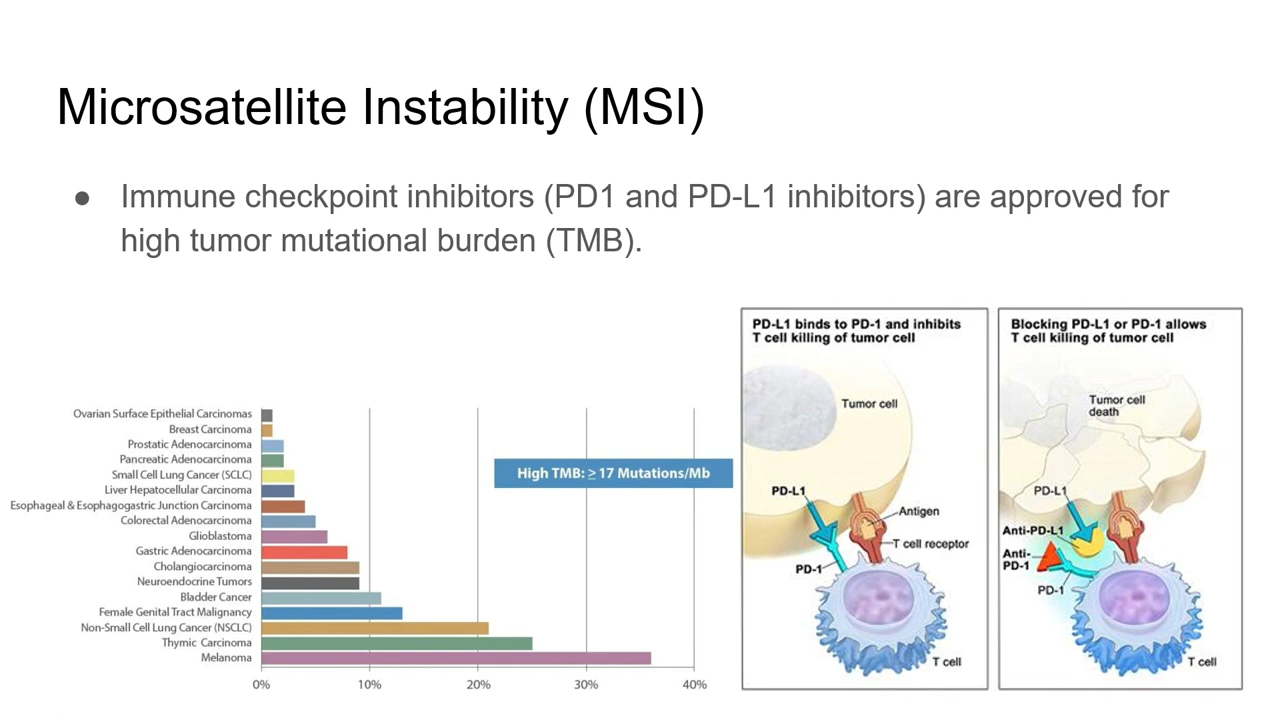 Microsatellite Instability (MSI)
● Immune checkpoint inhibitors (PD1 and PD-L1 inhibitors) are approved for
high tumor mutational burden (TMB).
Ovarian Surface Epithelial Carcinomas
Breast Carcinoma
Prostatic Adenocarcinoma
Pancreatic Adenocarcinoma
Small Cell Lung Cancer (SCLC)
Liver Hepatocellular Carcinoma
Esophageal & Esophagogastric Junction Carcinoma
Colorectal Adenocarcinoma
Glioblastoma
Gastric Adenocarcinoma
Cholangiocarcinoma
Neuroendocrine Tumors
Bladder Cancer
Female Genital Tract Malignancy
Non-Small Cell Lung Cancer (NSCLC)
Thymic Carcinoma
Melanoma
0% 10% 20% 30% 40%
High TMB: ≥ 17 Mutations/Mb
PD-L1 binds to PD-1 and inhibits
T cell killing of tumor cell
Tumor cell
PD-L1
Antigen
T cell receptor
PD-1
T cell
Blocking PD-L1 or PD-1 allows
T cell killing of tumor cell
Tumor cell
death
PD-L1
Anti-PD-L1
Anti-
PD-1
PD-1
T cell